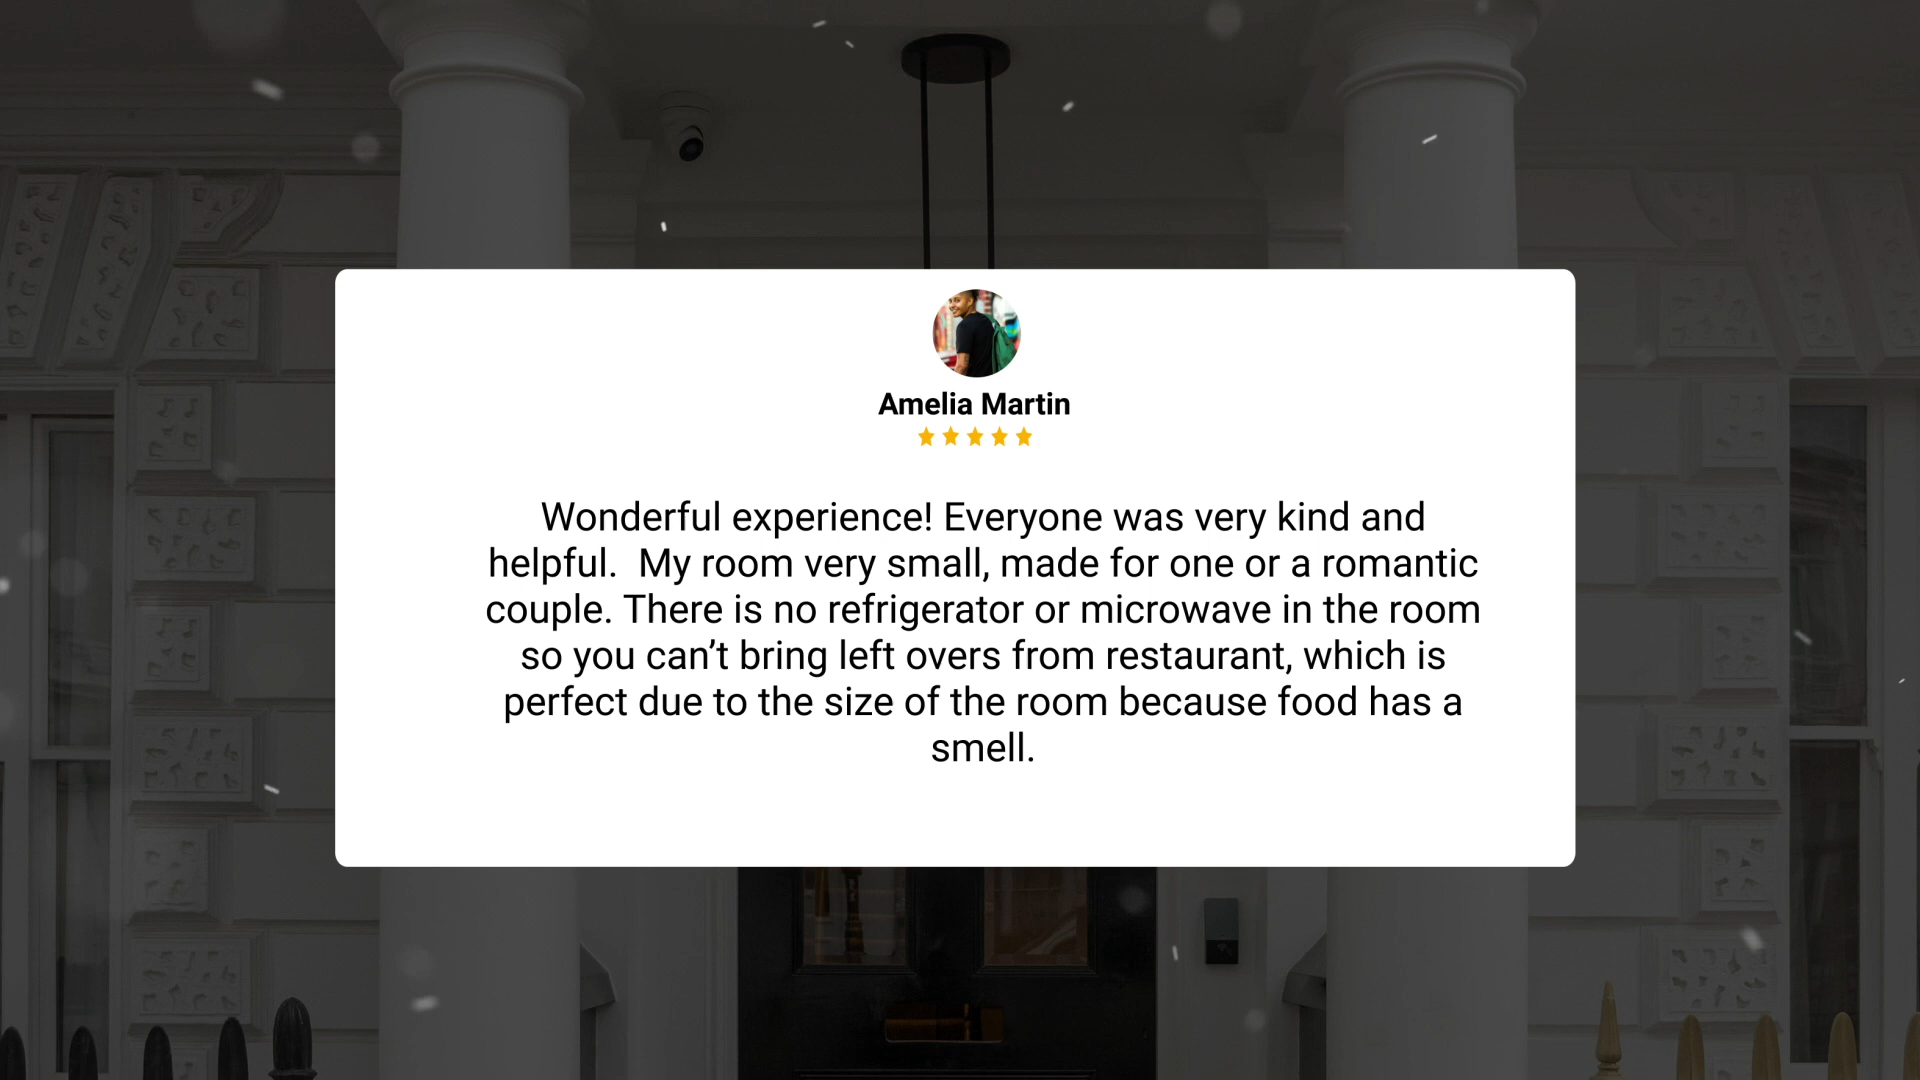 Amelia Martin
Wonderful experience! Everyone was very kind and
helpful.  My room very small, made for one or a romantic
couple. There is no refrigerator or microwave in the room
so you can’t bring left overs from restaurant, which is
perfect due to the size of the room because food has a
smell.